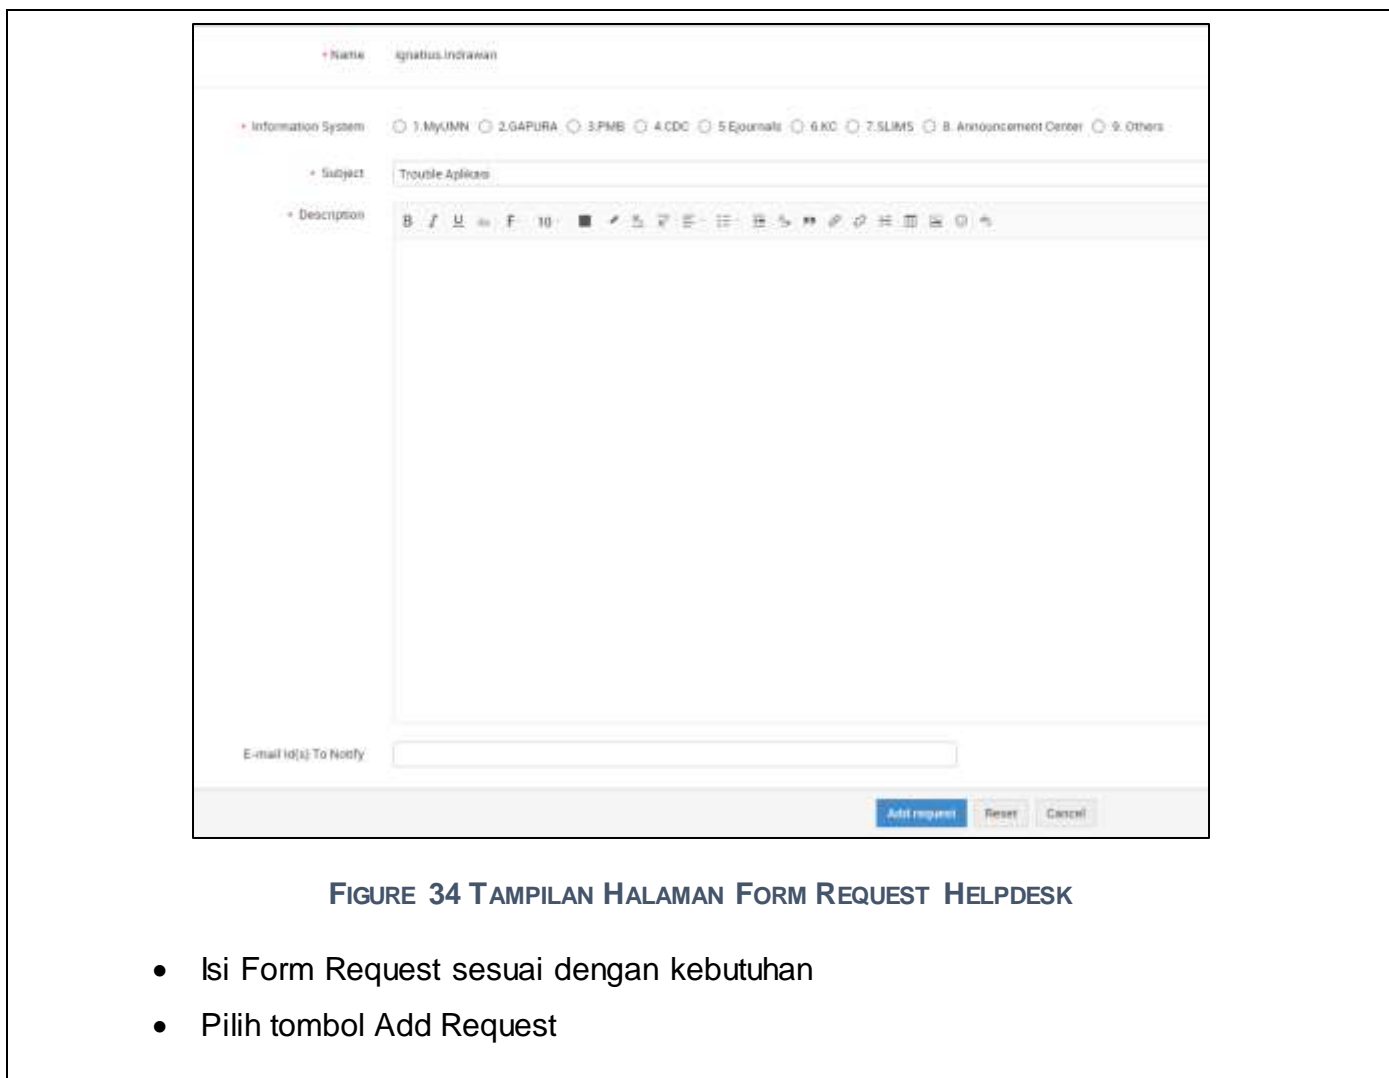 * Name ignatius.indrawan
* Information System 1.MyUMN 2.GAPURA 3.PMB 4.CDC 5.Ejournals 6.KC 7.SLIMS 8. Announcement Center 9. Others
* Subject Trouble Aplikasi
* Description B I U F 10
E-mail Id(s) To Notify
Add request Reset Cancel
FIGURE 34 TAMPILAN HALAMAN FORM REQUEST HELPDESK
• Isi Form Request sesuai dengan kebutuhan
• Pilih tombol Add Request